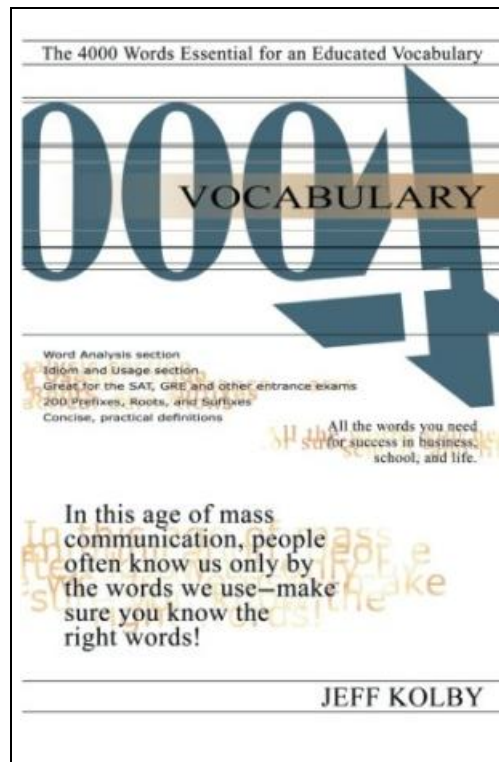 The 4000 Words Essential for an Educated Vocabulary
0004
VOCABULARY
Word Analysis section
Idiom and Usage section
Great for the SAT, GRE and other entrance exams
200 Prefixes, Roots, and Suffixes
Concise, practical definitions
All the words you need
for success in business,
school, and life.
In this age of mass
communication, people
often know us only by
the words we use—make
sure you know the
right words!
JEFF KOLBY